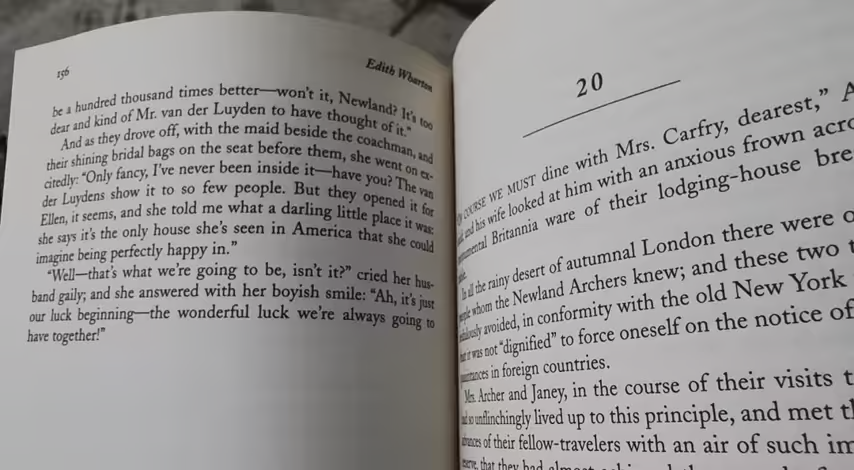 156
Edith Wharton
be a hundred thousand times better—won't it, Newland? It's too
dear and kind of Mr. van der Luyden to have thought of it."
And as they drove off, with the maid beside the coachman, and
their shining bridal bags on the seat before them, she went on ex-
citedly: "Only fancy, I've never been inside it—have you? The van
der Luydens show it to so few people. But they opened it for
Ellen, it seems, and she told me what a darling little place it was:
she says it's the only house she's seen in America that she could
imagine being perfectly happy in."
"Well—that's what we're going to be, isn't it?" cried her hus-
band gaily; and she answered with her boyish smile: "Ah, it's just
our luck beginning—the wonderful luck we're always going to
have together!"
20
COURSE WE MUST dine with Mrs. Carfry, dearest," A
and his wife looked at him with an anxious frown acro
Britannia ware of their lodging-house bre
In all the rainy desert of autumnal London there were o
people whom the Newland Archers knew; and these two
avoided, in conformity with the old New York
it was not "dignified" to force oneself on the notice of
in foreign countries.
Mrs. Archer and Janey, in the course of their visits t
had so unflinchingly lived up to this principle, and met th
advances of their fellow-travelers with an air of such im
reserve, that they had almost